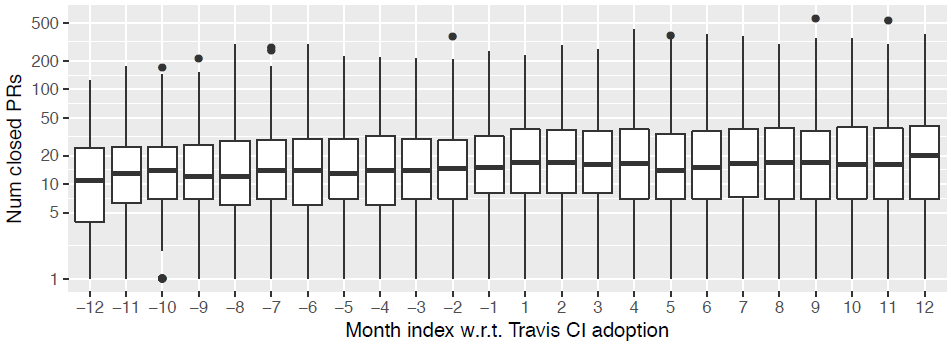 Num closed PRs
500
200
100
50
20
10
5
1
−12 −11 −10 −9 −8 −7 −6 −5 −4 −3 −2 −1 1 2 3 4 5 6 7 8 9 10 11 12
Month index w.r.t. Travis CI adoption